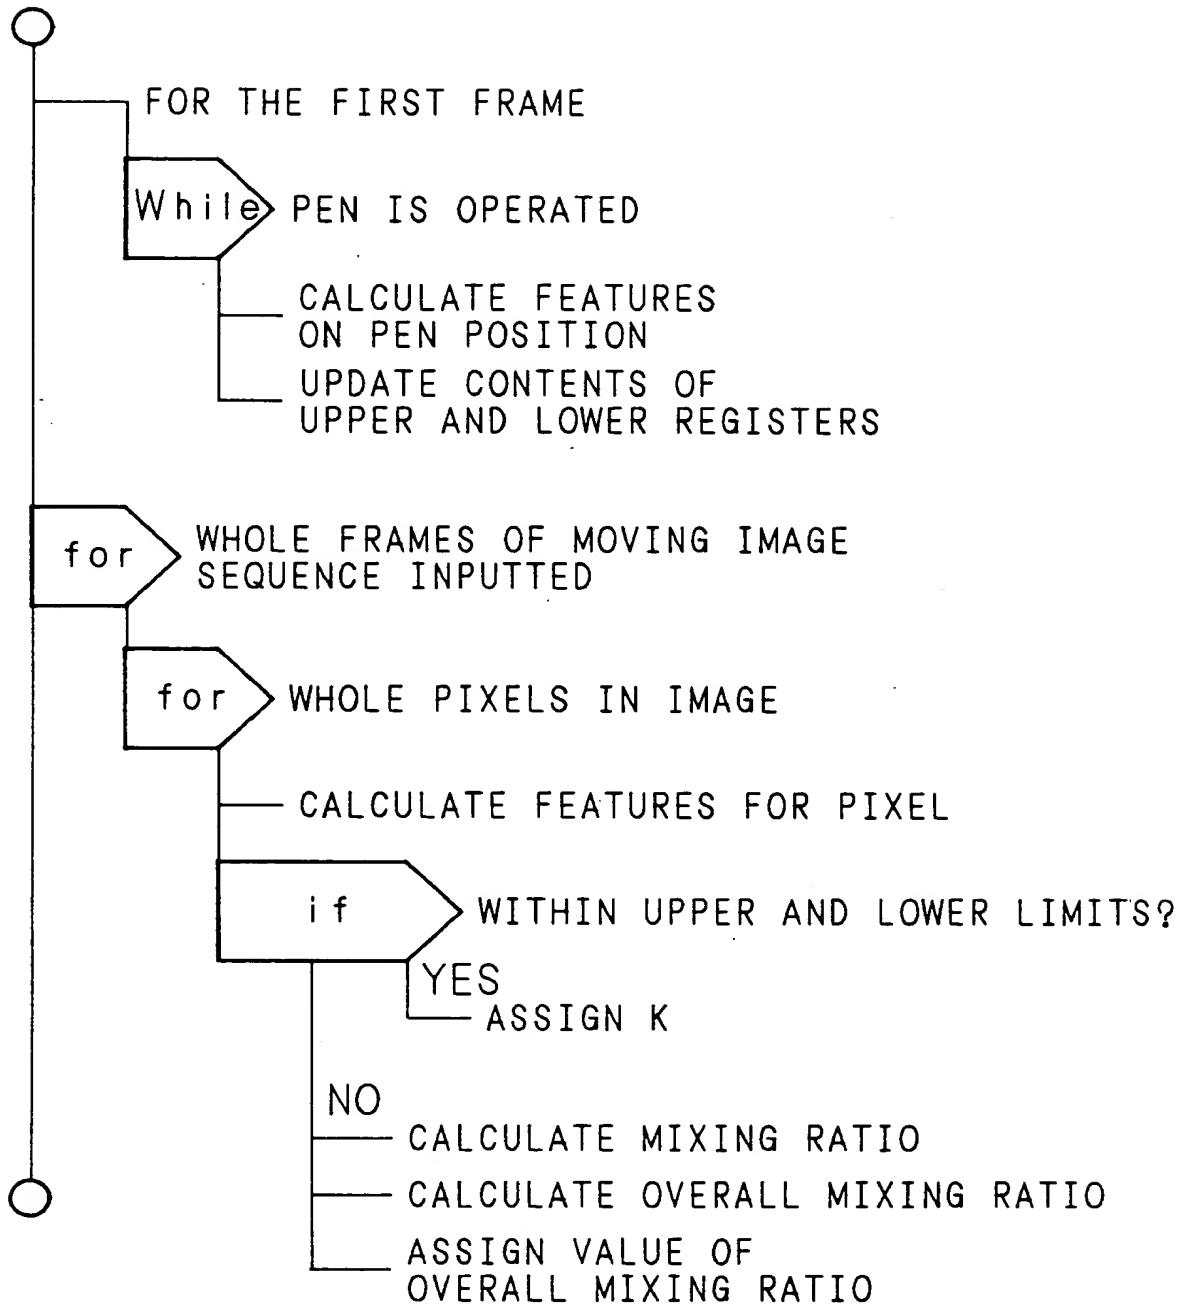 FOR THE FIRST FRAME
While PEN IS OPERATED
CALCULATE FEATURES
ON PEN POSITION
UPDATE CONTENTS OF
UPPER AND LOWER REGISTERS
for WHOLE FRAMES OF MOVING IMAGE
SEQUENCE INPUTTED
for WHOLE PIXELS IN IMAGE
CALCULATE FEATURES FOR PIXEL
if WITHIN UPPER AND LOWER LIMITS?
YES
ASSIGN K
NO
CALCULATE MIXING RATIO
CALCULATE OVERALL MIXING RATIO
ASSIGN VALUE OF
OVERALL MIXING RATIO